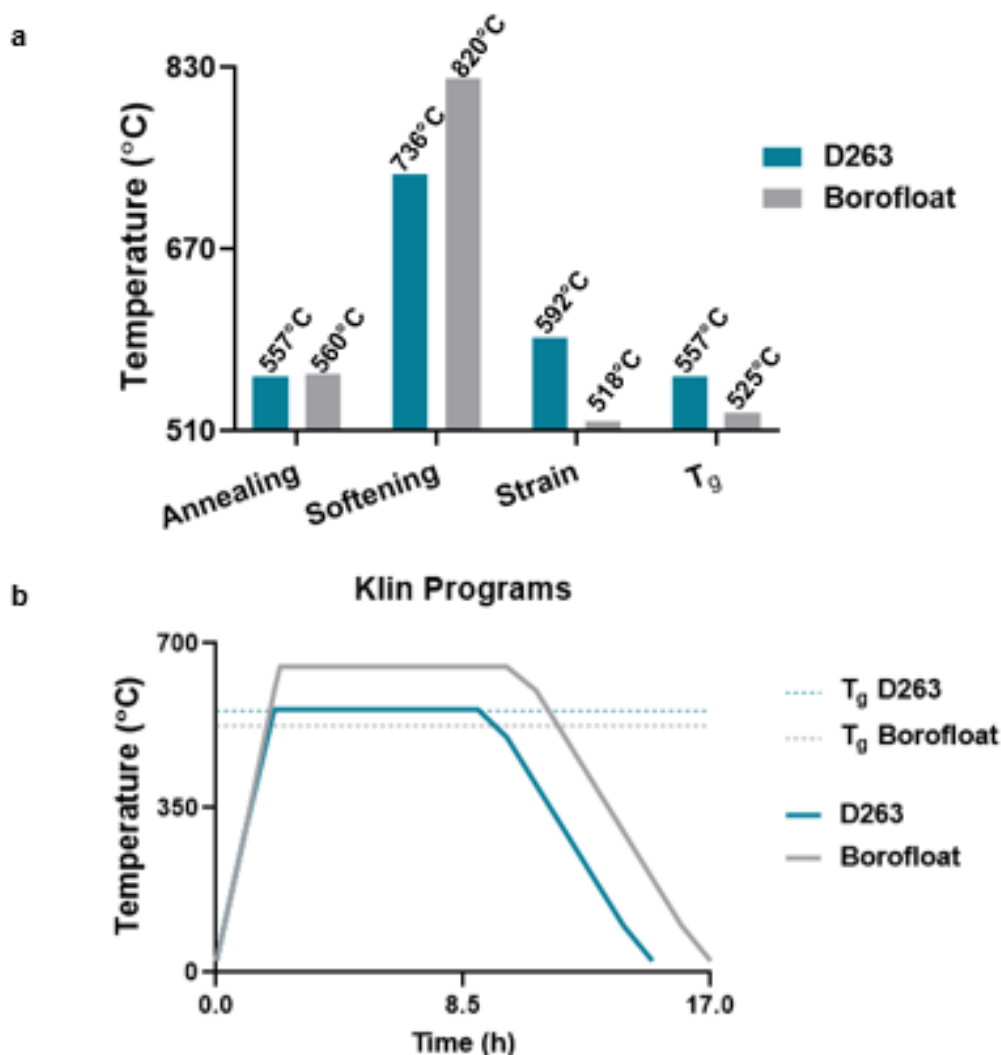 a
Temperature (°C)
830
670
510
557°C
560°C
736°C
820°C
592°C
518°C
557°C
525°C
Annealing
Softening
Strain
Tg
D263
Borofloat
b
Klin Programs
Temperature (°C)
700
350
0
0.0
8.5
17.0
Time (h)
Tg D263
Tg Borofloat
D263
Borofloat